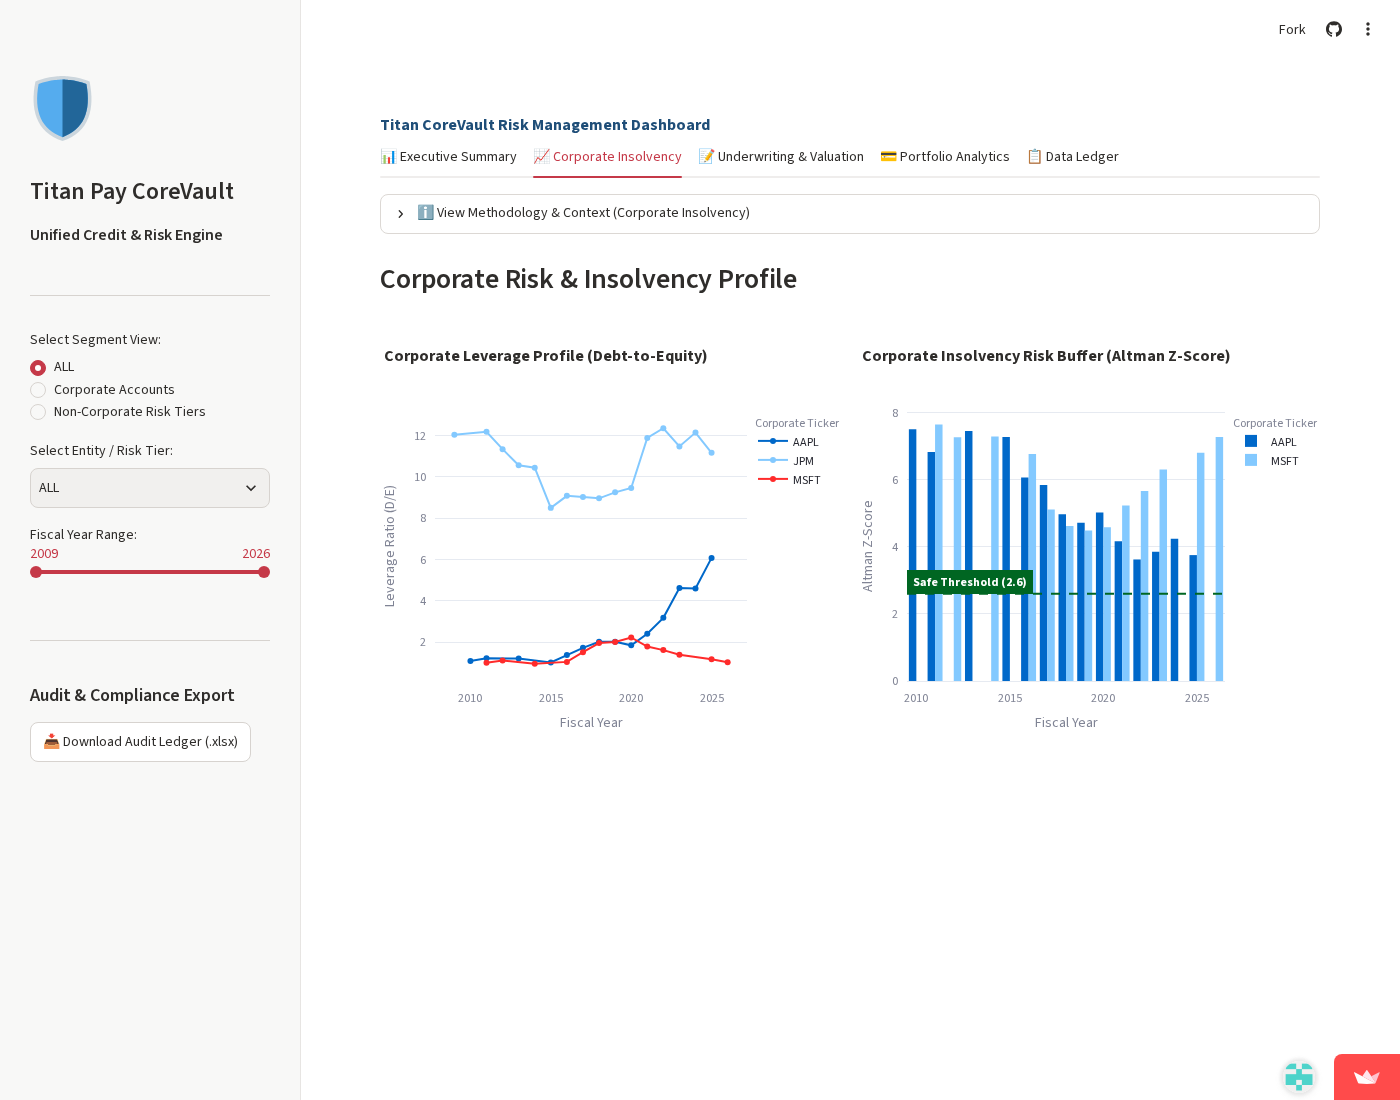 Fork
Titan Pay CoreVault
Unified Credit & Risk Engine
Select Segment View:
ALL
Corporate Accounts
Non-Corporate Risk Tiers
Select Entity / Risk Tier:
ALL
Fiscal Year Range:
2009 2026
Audit & Compliance Export
📥 Download Audit Ledger (.xlsx)
Titan CoreVault Risk Management Dashboard
📊 Executive Summary 📈 Corporate Insolvency 📝 Underwriting & Valuation 💳 Portfolio Analytics 📋 Data Ledger
ℹ️ View Methodology & Context (Corporate Insolvency)
Corporate Risk & Insolvency Profile
Corporate Leverage Profile (Debt-to-Equity)
Leverage Ratio (D/E)
12
10
8
6
4
2
2010 2015 2020 2025
Fiscal Year
Corporate Ticker
AAPL
JPM
MSFT
Corporate Insolvency Risk Buffer (Altman Z-Score)
Altman Z-Score
8
6
4
2
0
Safe Threshold (2.6)
2010 2015 2020 2025
Fiscal Year
Corporate Ticker
AAPL
MSFT